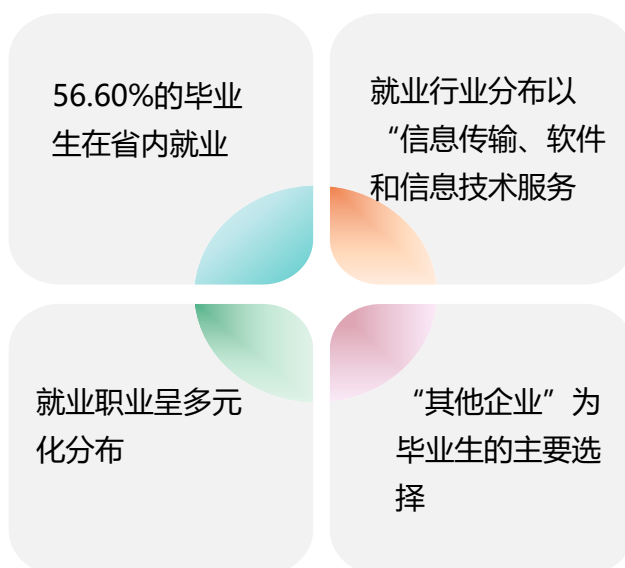 56.60%的毕业
生在省内就业
就业行业分布以
“信息传输、软件
和信息技术服务
就业职业呈多元
化分布
“其他企业”为
毕业生的主要选
择